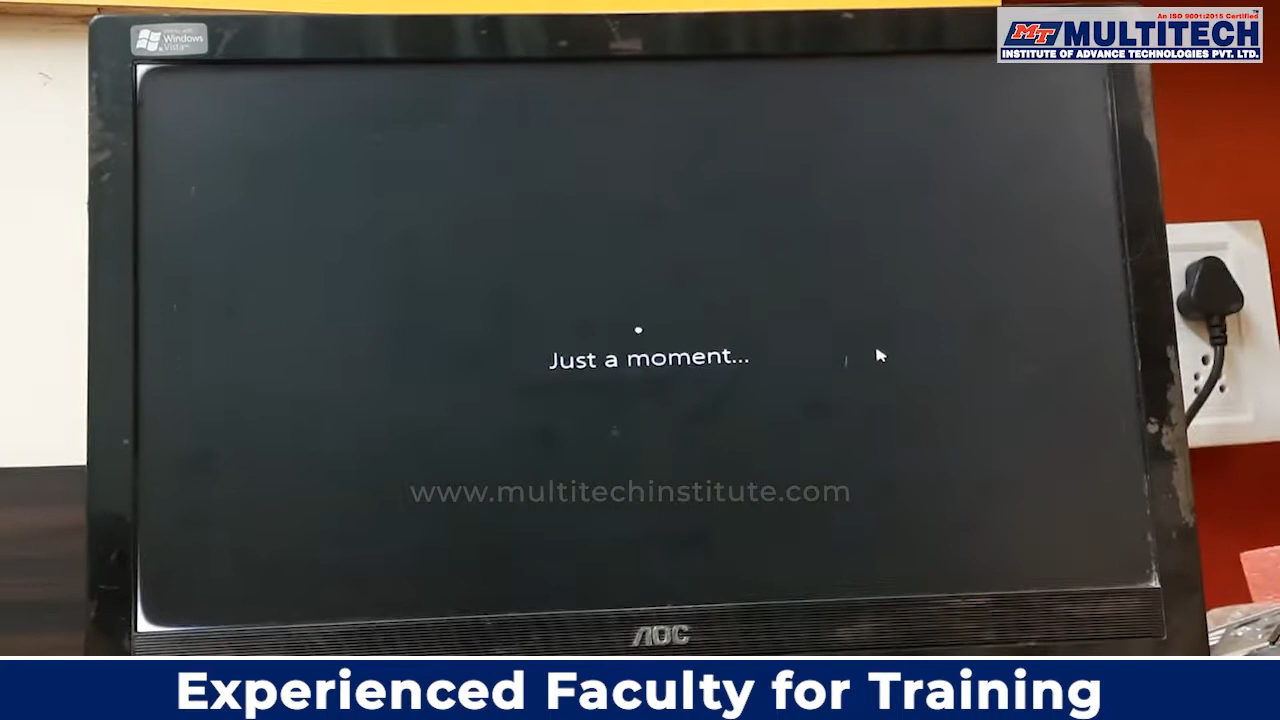 Windows
Vista
An ISO 9001:2015 Certified
MT MULTITECH
INSTITUTE OF ADVANCE TECHNOLOGIES PVT. LTD.
Just a moment...
www.multitechinstitute.com
AOC
Experienced Faculty for Training